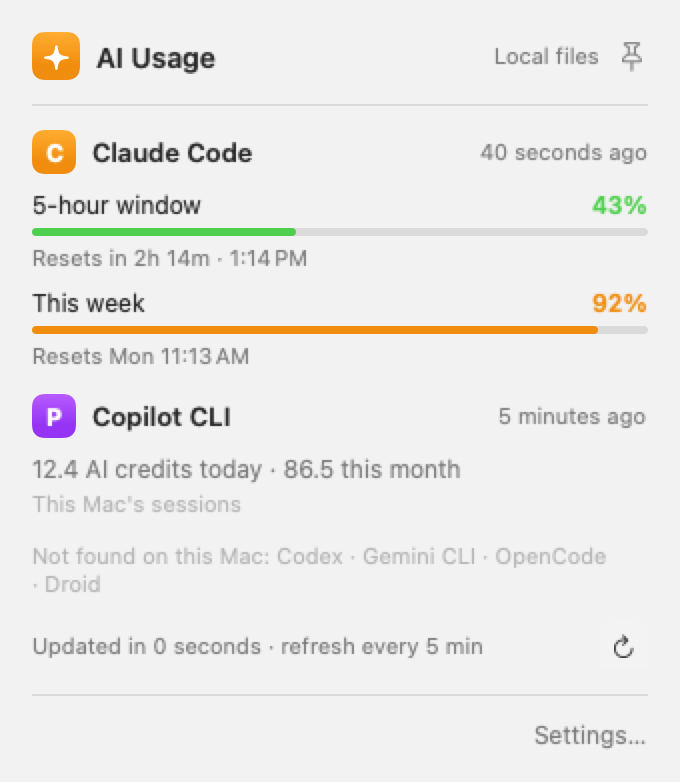 AI Usage
Local files
C
Claude Code
40 seconds ago
5-hour window
43%
Resets in 2h 14m · 1:14 PM
This week
92%
Resets Mon 11:13 AM
P
Copilot CLI
5 minutes ago
12.4 AI credits today · 86.5 this month
This Mac's sessions
Not found on this Mac: Codex · Gemini CLI · OpenCode
· Droid
Updated in 0 seconds · refresh every 5 min
Settings...